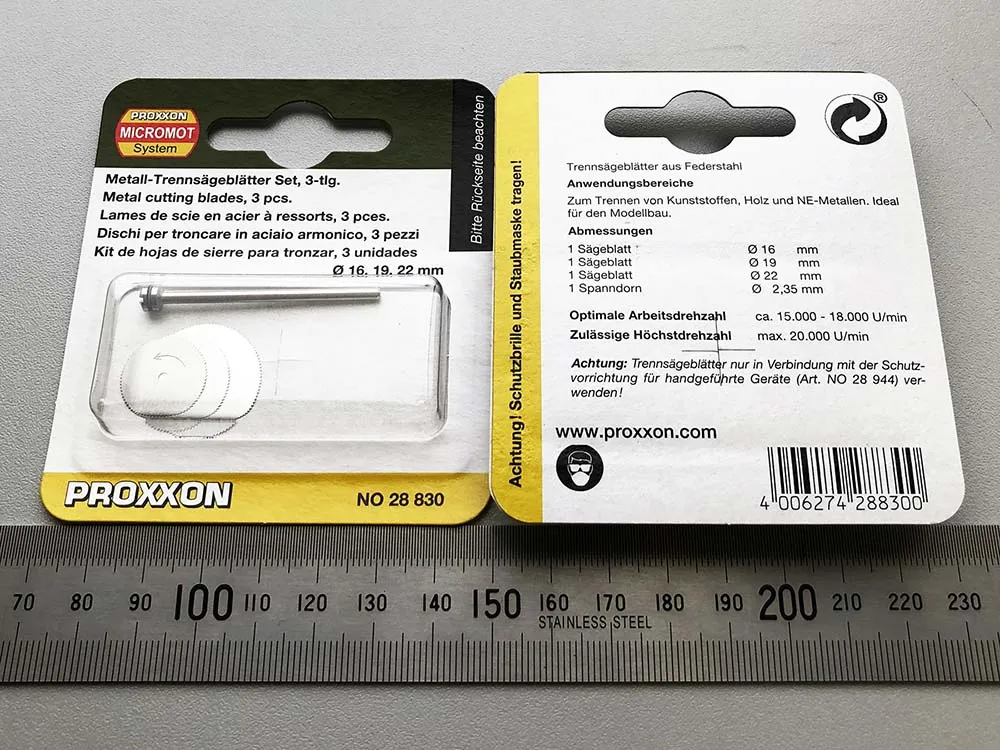 PROXXON
MICROMOT
System
Bitte Rückseite beachten
Metall-Trennsägeblätter Set, 3-tlg.
Metal cutting blades, 3 pcs.
Lames de scie en acier à ressorts, 3 pces.
Dischi per troncare in aciaio armonico, 3 pezzi
Kit de hojas de sierre para tronzar, 3 unidades
Ø 16, 19, 22 mm
PROXXON
NO 28 830
Achtung! Schutzbrille und Staubmaske tragen!
®
Trennsägeblätter aus Federstahl
Anwendungsbereiche
Zum Trennen von Kunststoffen, Holz und NE-Metallen. Ideal
für den Modellbau.
Abmessungen
1 Sägeblatt Ø 16 mm
1 Sägeblatt Ø 19 mm
1 Sägeblatt Ø 22 mm
1 Spanndorn Ø 2,35 mm
Optimale Arbeitsdrehzahl ca. 15.000 - 18.000 U/min
Zulässige Höchstdrehzahl max. 20.000 U/min
Achtung: Trennsägeblätter nur in Verbindung mit der Schutz-
vorrichtung für handgeführte Geräte (Art. NO 28 944) ver-
wenden!
www.proxxon.com
4 006274 288300
70 80 90 100 110 120 130 140 150 160 170 180 190 200 210 220 230
STAINLESS STEEL